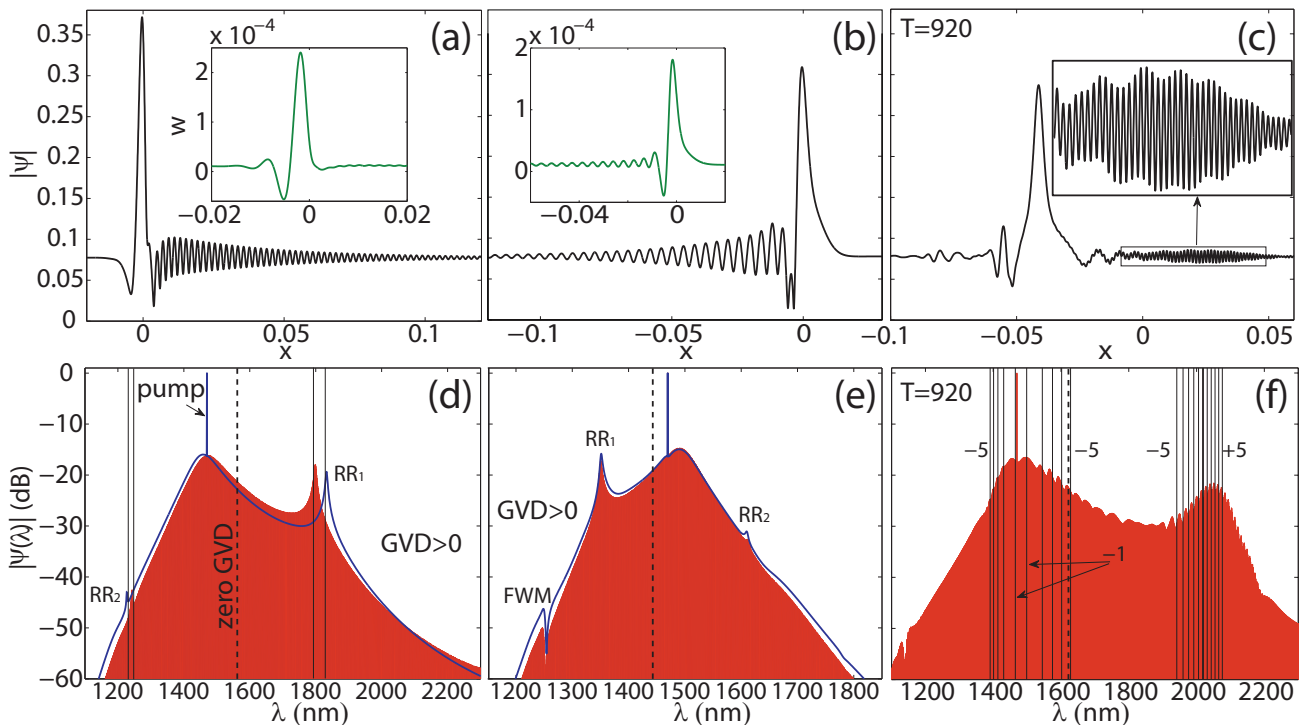 (a)
0.35
0.3
0.25
0.2
0.15
0.1
0.05
0
|ψ|
x 10⁻⁴
2
1
0
w
−0.02 0 0.02
0 0.05 0.1
x
(b)
x 10⁻⁴
2
0
−0.04 0
−0.1 −0.05 0
x
T=920 (c)
−0.1 −0.05 0 0.05
x
(d)
0
−10
−20
−30
−40
−50
−60
|ψ(λ)| (dB)
pump
RR₁
GVD>0
RR₂
zero GVD
1200 1400 1600 1800 2000 2200
λ (nm)
(e)
RR₁
GVD>0
RR₂
FWM
1200 1300 1400 1500 1600 1700 1800
λ (nm)
T=920 (f)
−5 −5 −5 +5
−1
1200 1400 1600 1800 2000 2200
λ (nm)